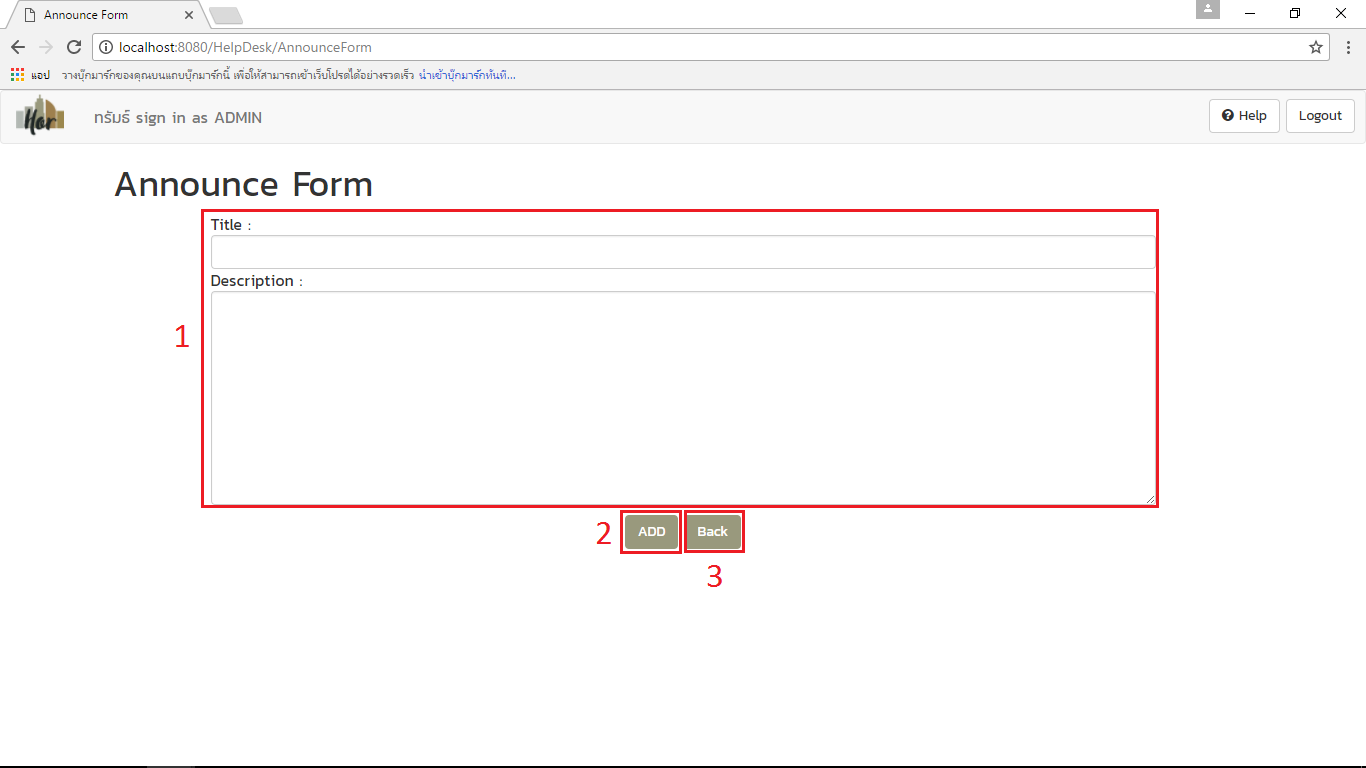 Announce Form
localhost:8080/HelpDesk/AnnounceForm
แอป วางบุ๊กมาร์กของคุณบนแถบบุ๊กมาร์กนี้ เพื่อให้สามารถเข้าเว็บโปรดได้อย่างรวดเร็ว นำเข้าบุ๊กมาร์กทันที...
Hor ทรัมธ์ sign in as ADMIN Help Logout
Announce Form
Title :
Description :
1
2 ADD Back
3